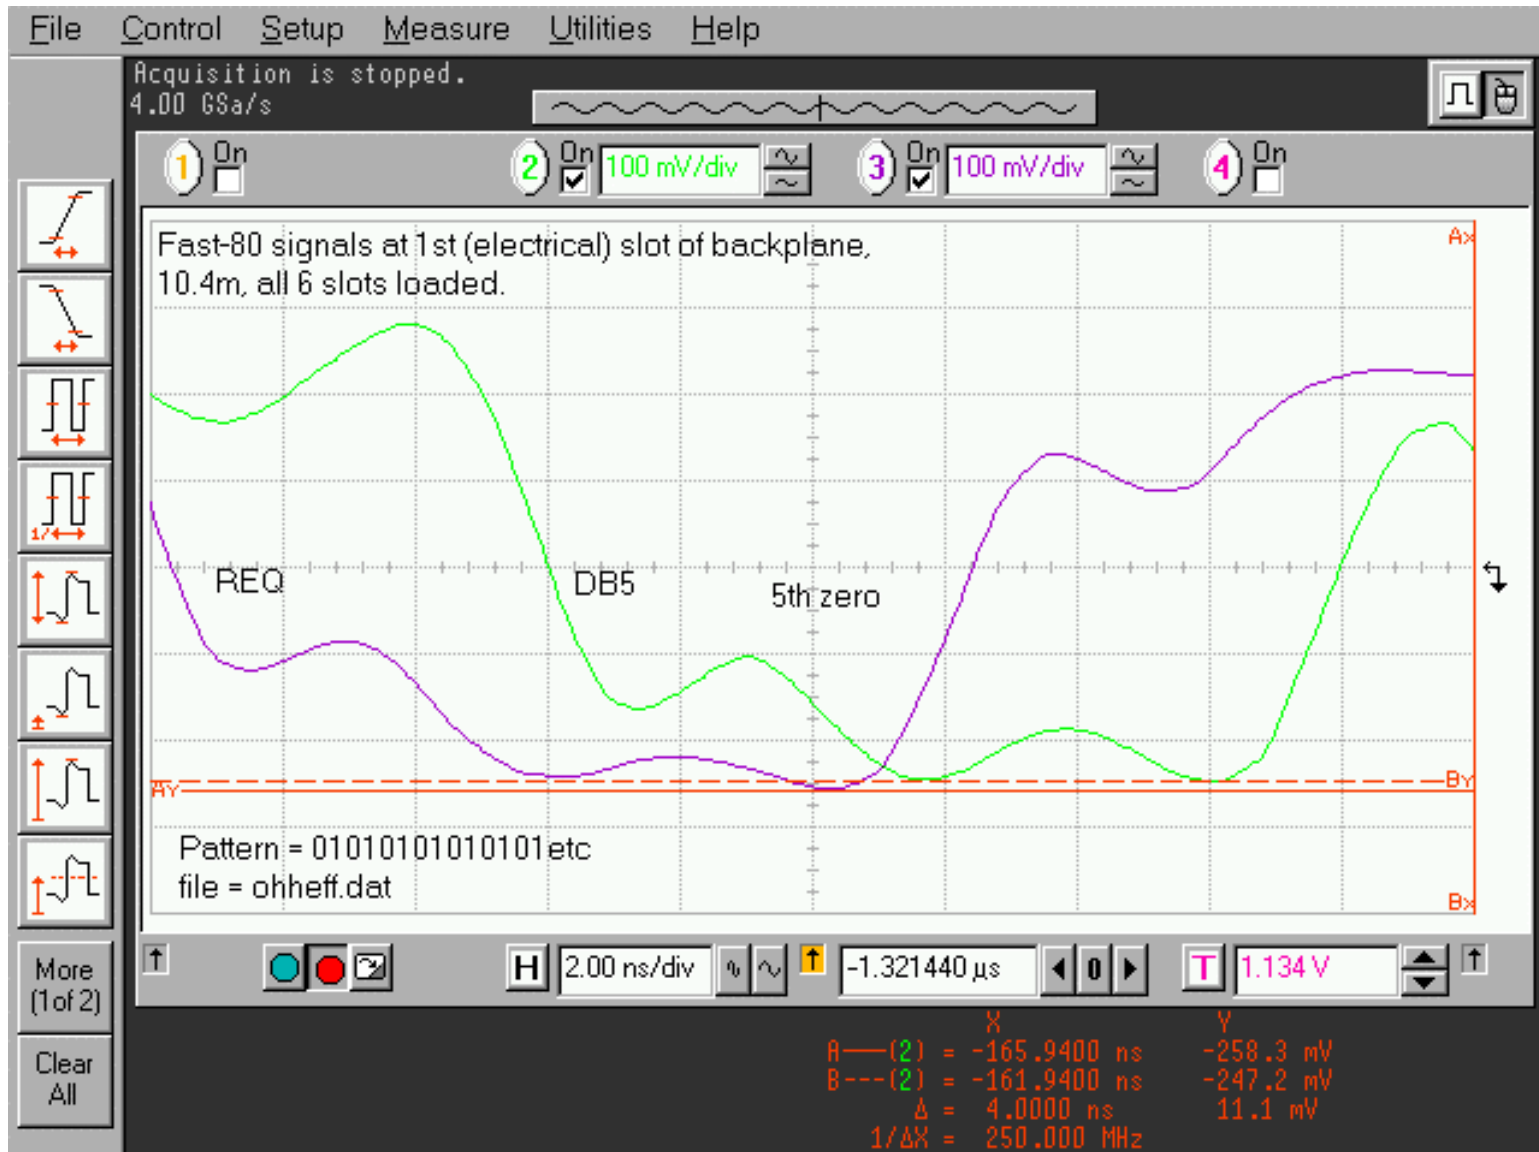 File Control Setup Measure Utilities Help
Acquisition is stopped.
4.00 GSa/s
1 On 2 On 100 mV/div 3 On 100 mV/div 4 On
Ax
Fast-80 signals at 1st (electrical) slot of backplane,
10.4m, all 6 slots loaded.
1/
REQ DB5 5th zero
By
Ay
Pattern = 01010101010101etc
file = ohheff.dat
Bx
More
(1of 2)
H 2.00 ns/div -1.321440 µs 0 T 1.134 V
Clear
All
X Y
A——(2) = -165.9400 ns -258.3 mV
B---(2) = -161.9400 ns -247.2 mV
Δ = 4.0000 ns 11.1 mV
1/ΔX = 250.000 MHz